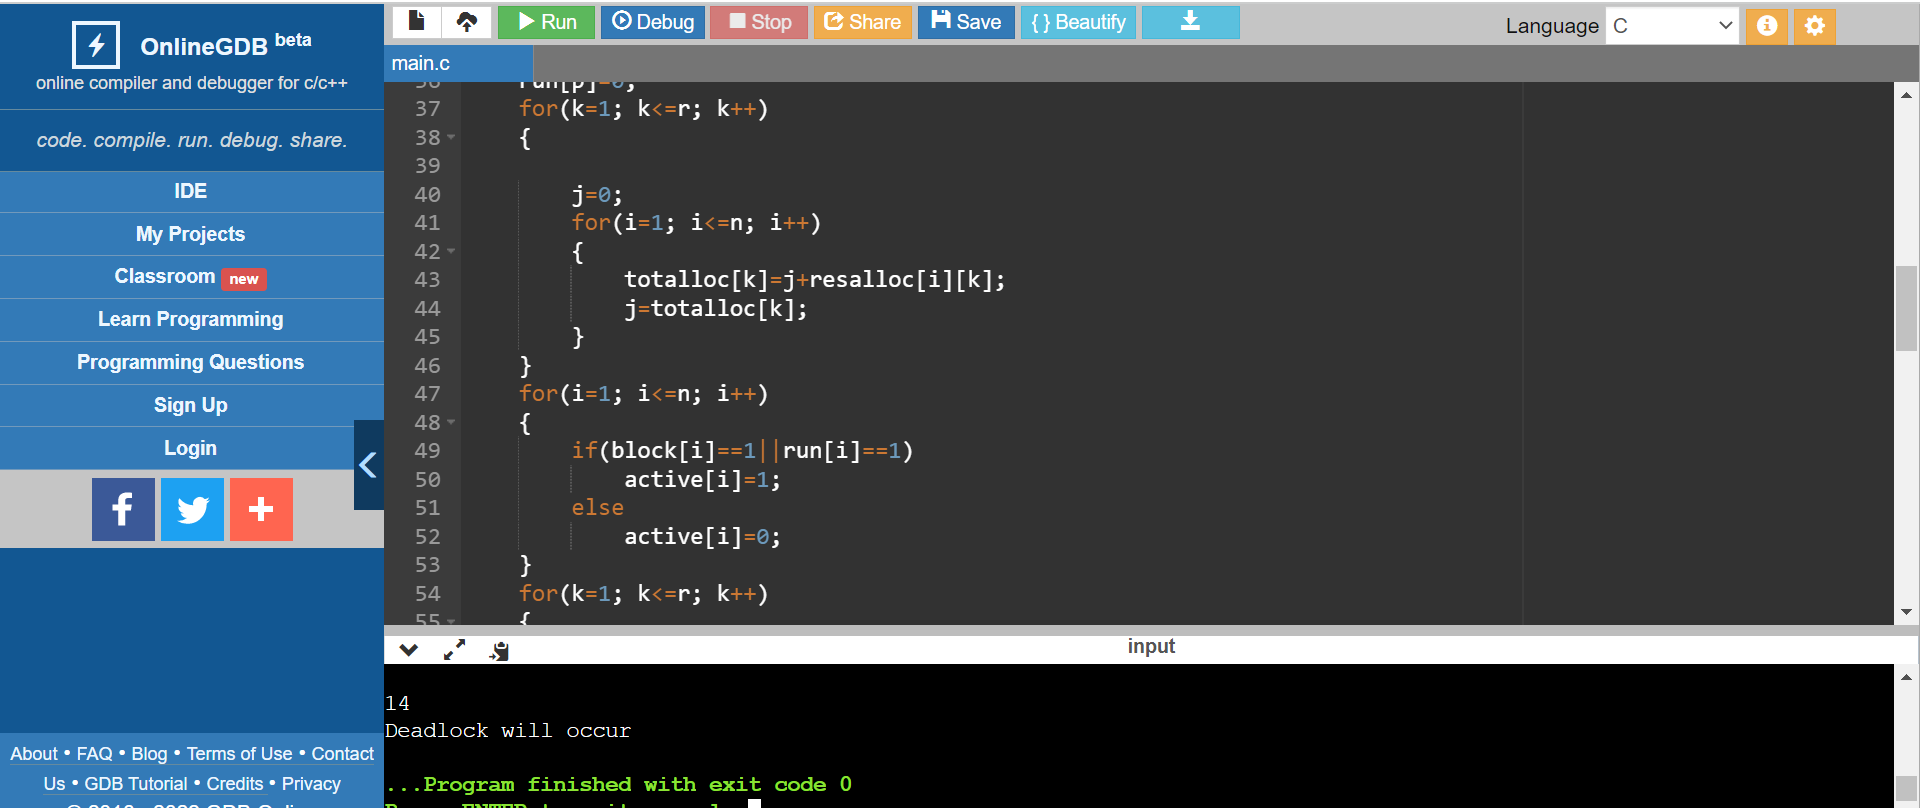 OnlineGDB beta
online compiler and debugger for c/c++
code. compile. run. debug. share.
IDE
My Projects
Classroom new
Learn Programming
Programming Questions
Sign Up
Login
About • FAQ • Blog • Terms of Use • Contact
Us • GDB Tutorial • Credits • Privacy
Run Debug Stop Share Save {} Beautify
Language C
main.c
36 run[p]=0;
37 for(k=1; k<=r; k++)
38 {
39
40 j=0;
41 for(i=1; i<=n; i++)
42 {
43 totalloc[k]=j+resalloc[i][k];
44 j=totalloc[k];
45 }
46 }
47 for(i=1; i<=n; i++)
48 {
49 if(block[i]==1||run[i]==1)
50 active[i]=1;
51 else
52 active[i]=0;
53 }
54 for(k=1; k<=r; k++)
55 {
input
14
Deadlock will occur
...Program finished with exit code 0